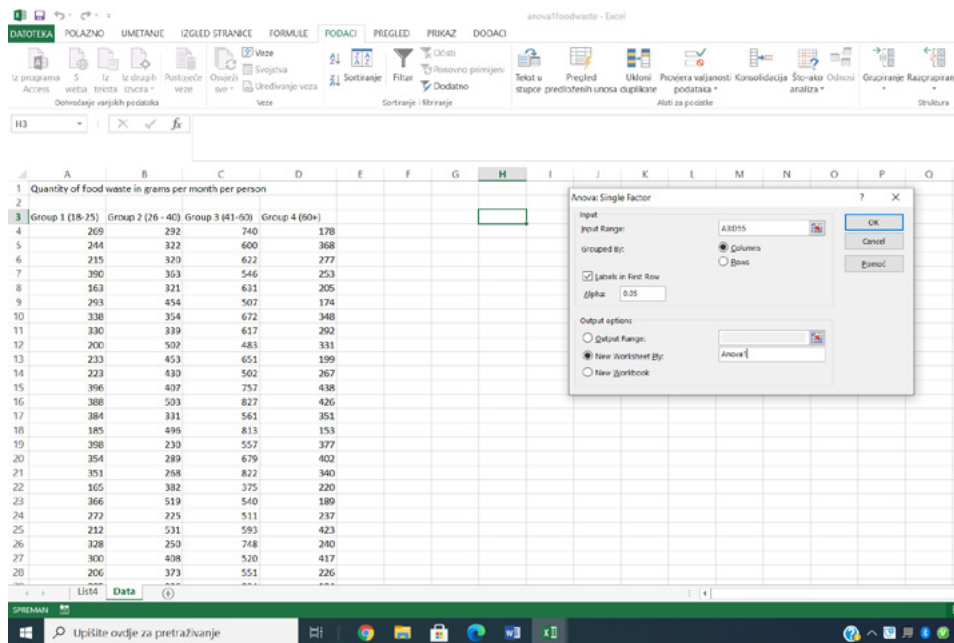 anova1foodwaste - Excel
DATOTEKA POLAZNO UMETANJE IZGLED STRANICE FORMULE PODACI PREGLED PRIKAZ DODACI
Iz programa Access
S weba
Iz teksta
Iz drugih izvora
Postojeće veze
Dohvaćanje vanjskih podataka
Osvježi sve
Veze
Svojstva
Uređivanje veza
Veze
Sortiranje
Filtar
Očisti
Ponovno primijeni
Dodatno
Sortiranje i filtriranje
Tekst u stupce
Pregled predloženih unosa
Ukloni duplikate
Provjera valjanosti podataka
Konsolidacija
Što-ako analiza
Odnosi
Alati za podatke
Grupiranje
Razgrupiran
Struktura
H3
fx
A B C D E F G H I J K L M N O P Q
1 Quantity of food waste in grams per month per person
2
3 Group 1 (18-25) Group 2 (26 - 40) Group 3 (41-60) Group 4 (60+)
4 269 292 740 178
5 244 322 600 368
6 215 320 622 277
7 390 363 546 253
8 163 321 631 205
9 293 454 507 174
10 338 354 672 348
11 330 339 617 292
12 200 502 483 331
13 233 453 651 199
14 223 430 502 267
15 396 407 757 438
16 388 503 827 426
17 384 331 561 351
18 185 496 813 153
19 398 230 557 377
20 354 289 679 402
21 351 268 822 340
22 165 382 375 220
23 366 519 540 189
24 272 225 511 237
25 212 531 593 423
26 328 250 748 240
27 300 408 520 417
28 206 373 551 226
Anova: Single Factor
? X
Input
Input Range: A3:D55
Grouped By: Columns
Rows
Labels in First Row
Alpha: 0.05
Output options
Output Range:
New Worksheet Ply: Anova1
New Workbook
OK
Cancel
Pomoć
List4 Data
SPREMAN
Upišite ovdje za pretraživanje